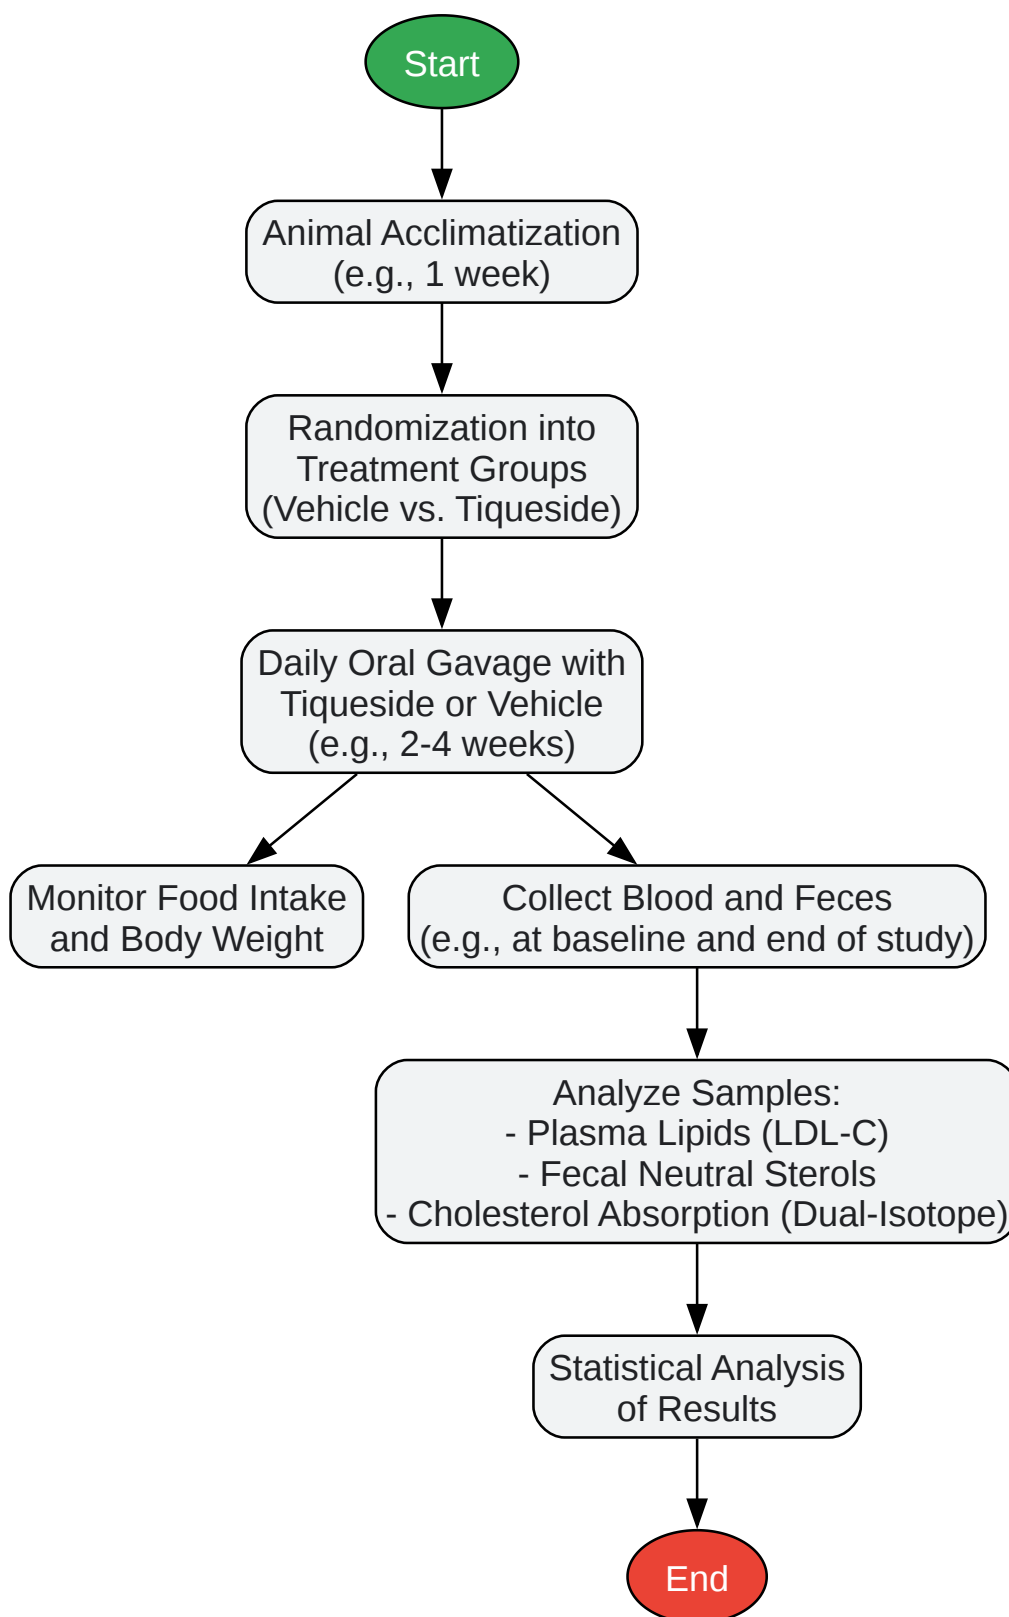 Start
Animal Acclimatization
(e.g., 1 week)
Randomization into
Treatment Groups
(Vehicle vs. Tiqueside)
Daily Oral Gavage with
Tiqueside or Vehicle
(e.g., 2-4 weeks)
Monitor Food Intake
and Body Weight
Collect Blood and Feces
(e.g., at baseline and end of study)
Analyze Samples:
- Plasma Lipids (LDL-C)
- Fecal Neutral Sterols
- Cholesterol Absorption (Dual-Isotope)
Statistical Analysis
of Results
End